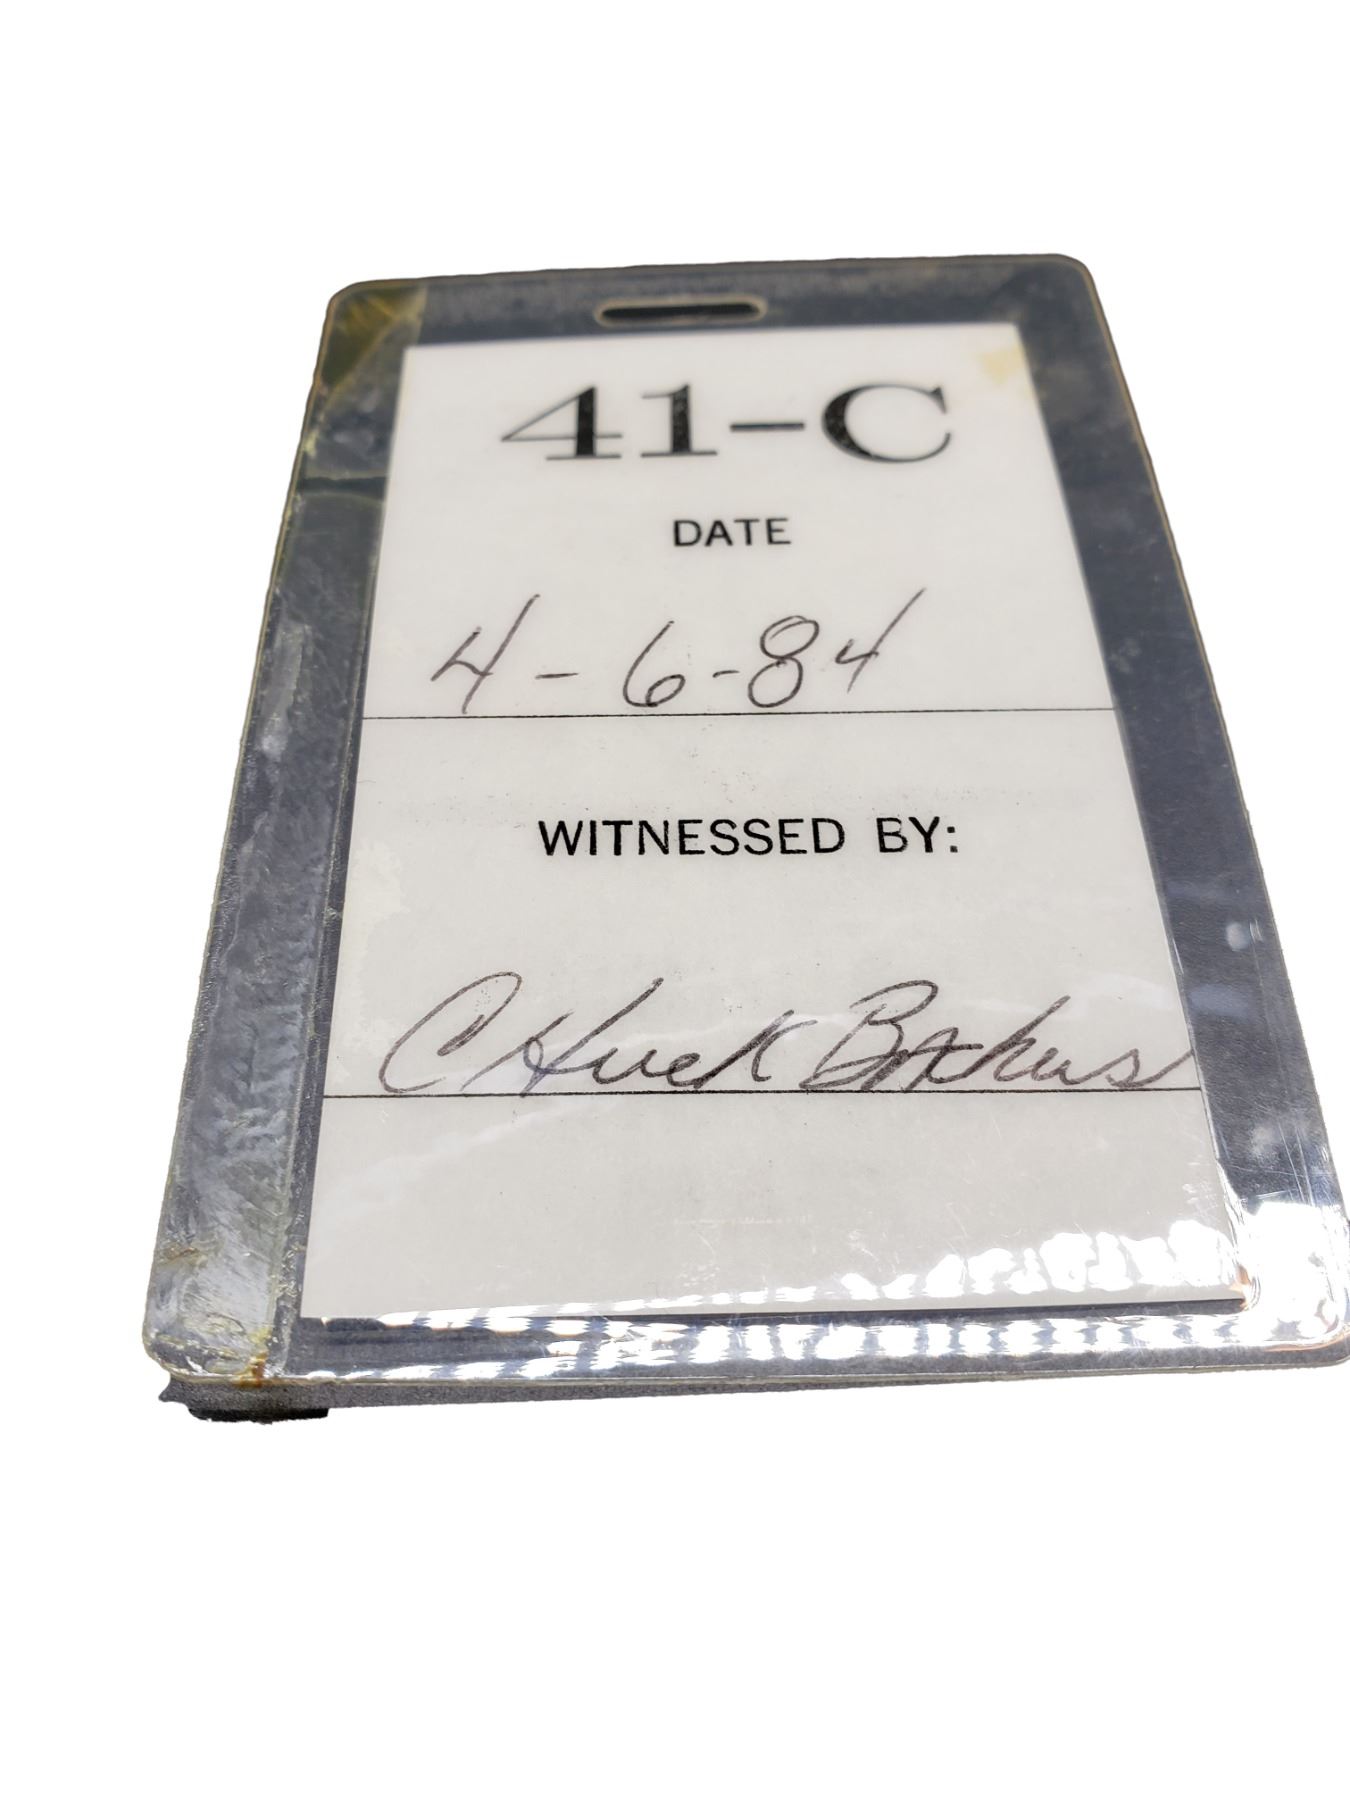 41-C
DATE
4-6-84
WITNESSED BY:
CHuck BAckus